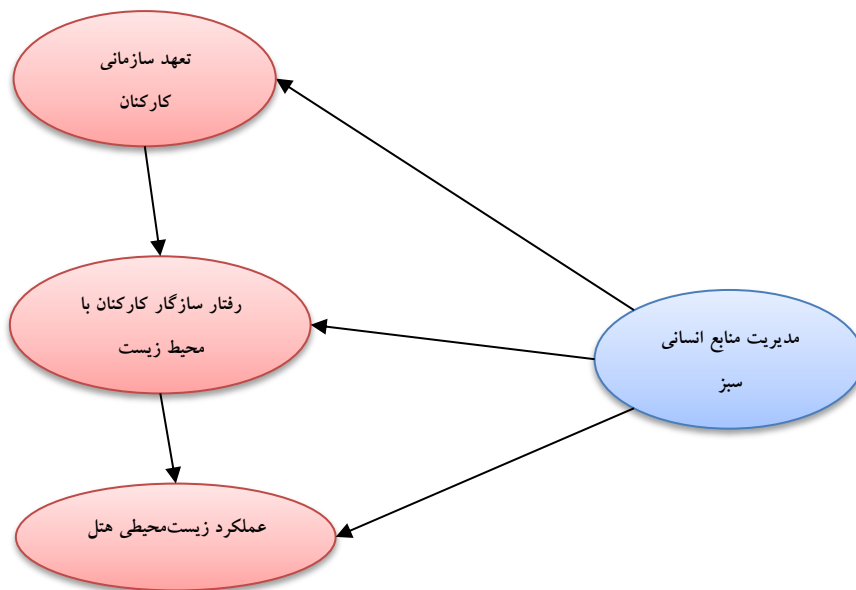 تعهد سازمانی
کارکنان
رفتار سازگار کارکنان با
محیط زیست
مدیریت منابع انسانی
سبز
عملکرد زیست‌محیطی هتل